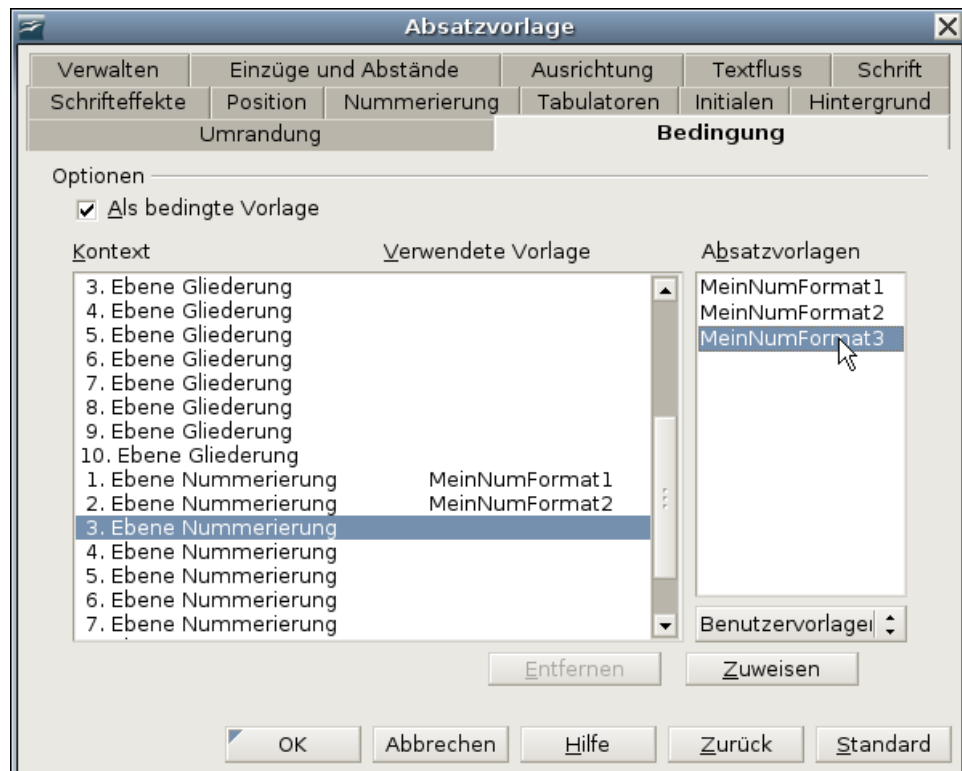 Absatzvorlage
Verwalten Einzüge und Abstände Ausrichtung Textfluss Schrift
Schrifteffekte Position Nummerierung Tabulatoren Initialen Hintergrund
Umrandung Bedingung
Optionen
Als bedingte Vorlage
Kontext Verwendete Vorlage Absatzvorlagen
3. Ebene Gliederung
4. Ebene Gliederung
5. Ebene Gliederung
6. Ebene Gliederung
7. Ebene Gliederung
8. Ebene Gliederung
9. Ebene Gliederung
10. Ebene Gliederung
1. Ebene Nummerierung MeinNumFormat1
2. Ebene Nummerierung MeinNumFormat2
3. Ebene Nummerierung
4. Ebene Nummerierung
5. Ebene Nummerierung
6. Ebene Nummerierung
7. Ebene Nummerierung
MeinNumFormat1
MeinNumFormat2
MeinNumFormat3
Benutzervorlagen
Entfernen Zuweisen
OK Abbrechen Hilfe Zurück Standard